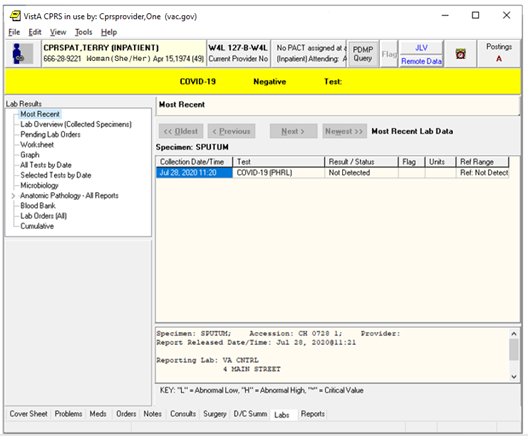 VistA CPRS in use by: Cprsprovider,One (vac.gov)
File Edit View Tools Help
CPRSPAT,TERRY (INPATIENT) W4L 127-B-W4L No PACT assigned at PDMP Flag JLV Postings
666-28-9221 Woman(She/Her) Apr 15,1974 (49) Current Provider No (Inpatient) Attending: Query Remote Data A
COVID-19 Negative Test:
Lab Results
Most Recent
Lab Overview (Collected Specimens)
Pending Lab Orders
Worksheet
Graph
All Tests by Date
Selected Tests by Date
Microbiology
Anatomic Pathology - All Reports
Blood Bank
Lab Orders (All)
Cumulative
Most Recent
<< Oldest < Previous Next > Newest >> Most Recent Lab Data
Specimen: SPUTUM
Collection Date/Time Test Result / Status Flag Units Ref Range
Jul 28, 2020 11:20 COVID-19 (PHRL) Not Detected Ref: Not Detect
Specimen: SPUTUM; Accession: CH 0728 1; Provider:
Report Released Date/Time: Jul 28, 2020@11:21
Reporting Lab: VA CNTRL
4 MAIN STREET
KEY: "L" = Abnormal Low, "H" = Abnormal High, "*" = Critical Value
Cover Sheet Problems Meds Orders Notes Consults Surgery D/C Summ Labs Reports